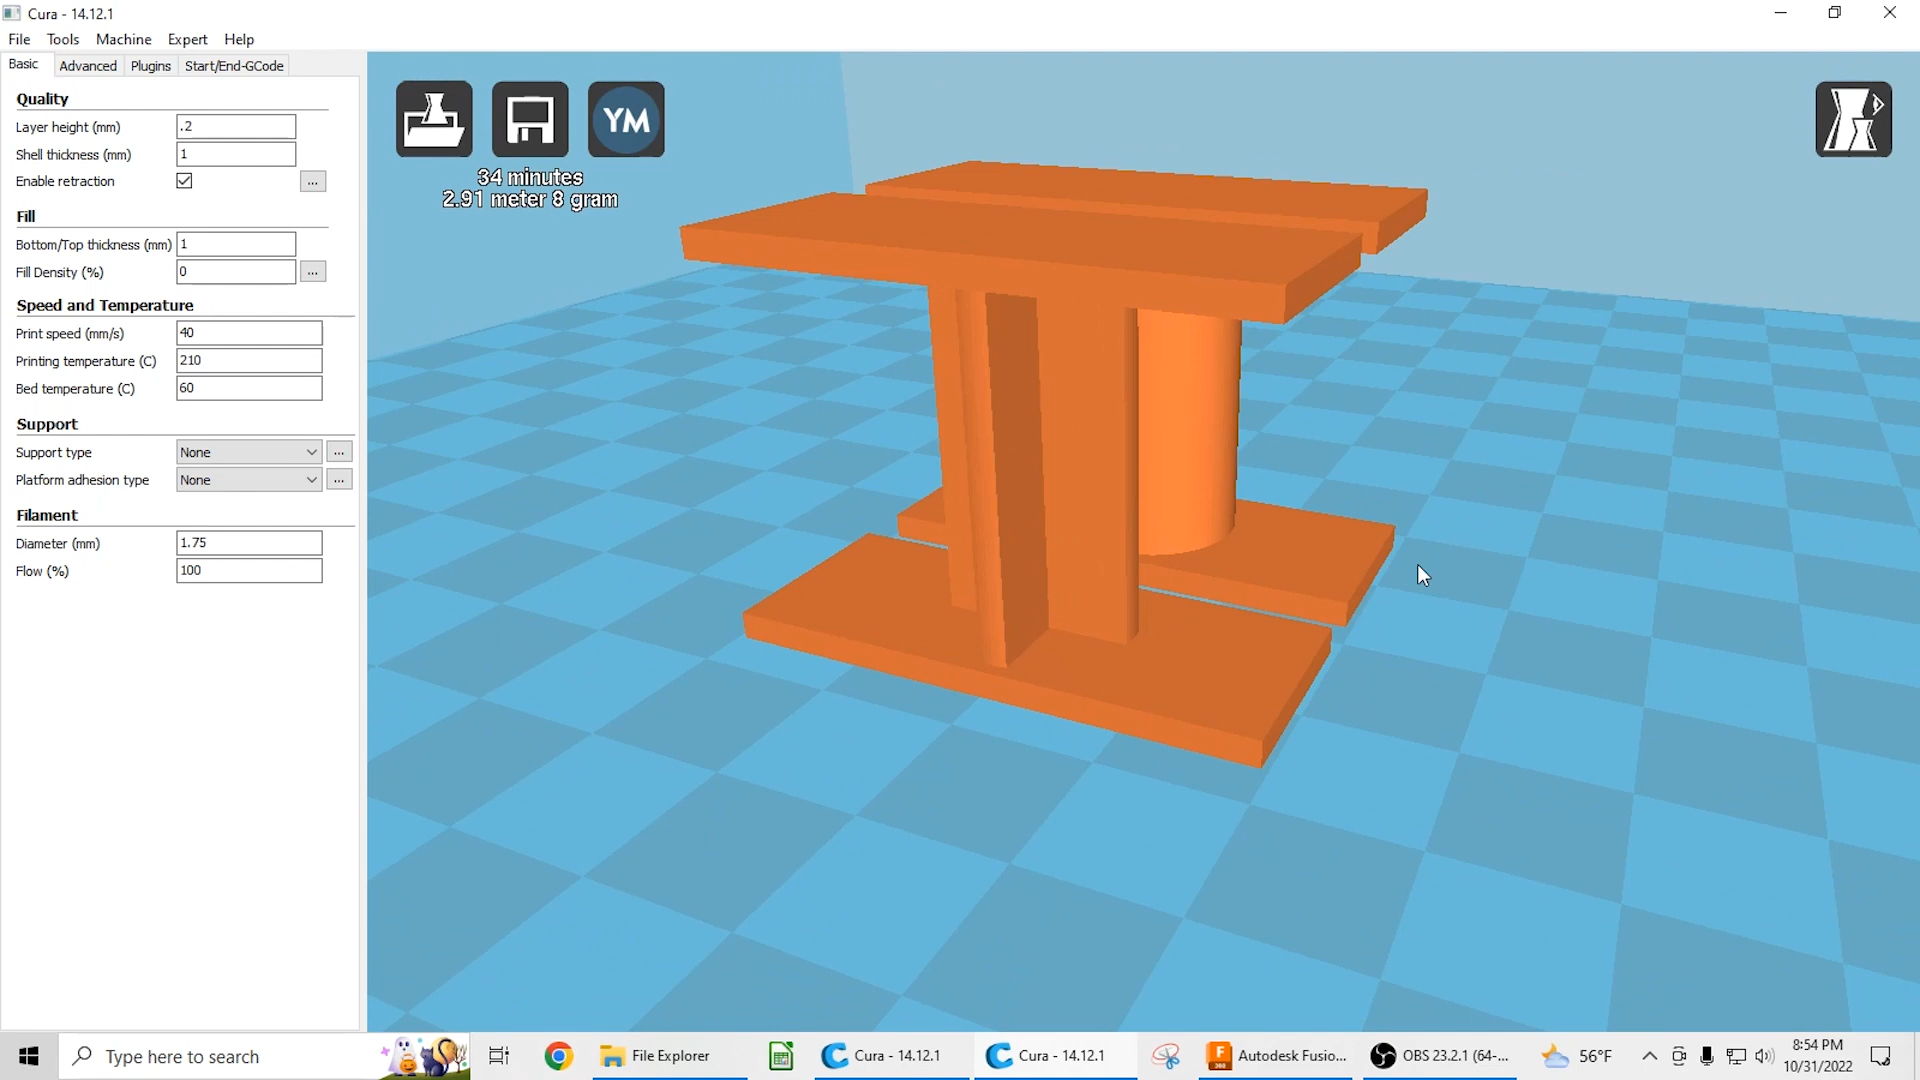 Cura - 14.12.1
File Tools Machine Expert Help
Basic Advanced Plugins Start/End-GCode
Quality
Layer height (mm) .2
Shell thickness (mm) 1
Enable retraction ...
Fill
Bottom/Top thickness (mm) 1
Fill Density (%) 0 ...
Speed and Temperature
Print speed (mm/s) 40
Printing temperature (C) 210
Bed temperature (C) 60
Support
Support type None ...
Platform adhesion type None ...
Filament
Diameter (mm) 1.75
Flow (%) 100
YM
34 minutes
2.91 meter 8 gram
Type here to search
File Explorer
Cura - 14.12.1
Cura - 14.12.1
Autodesk Fusio...
OBS 23.2.1 (64-...
56°F
8:54 PM
10/31/2022